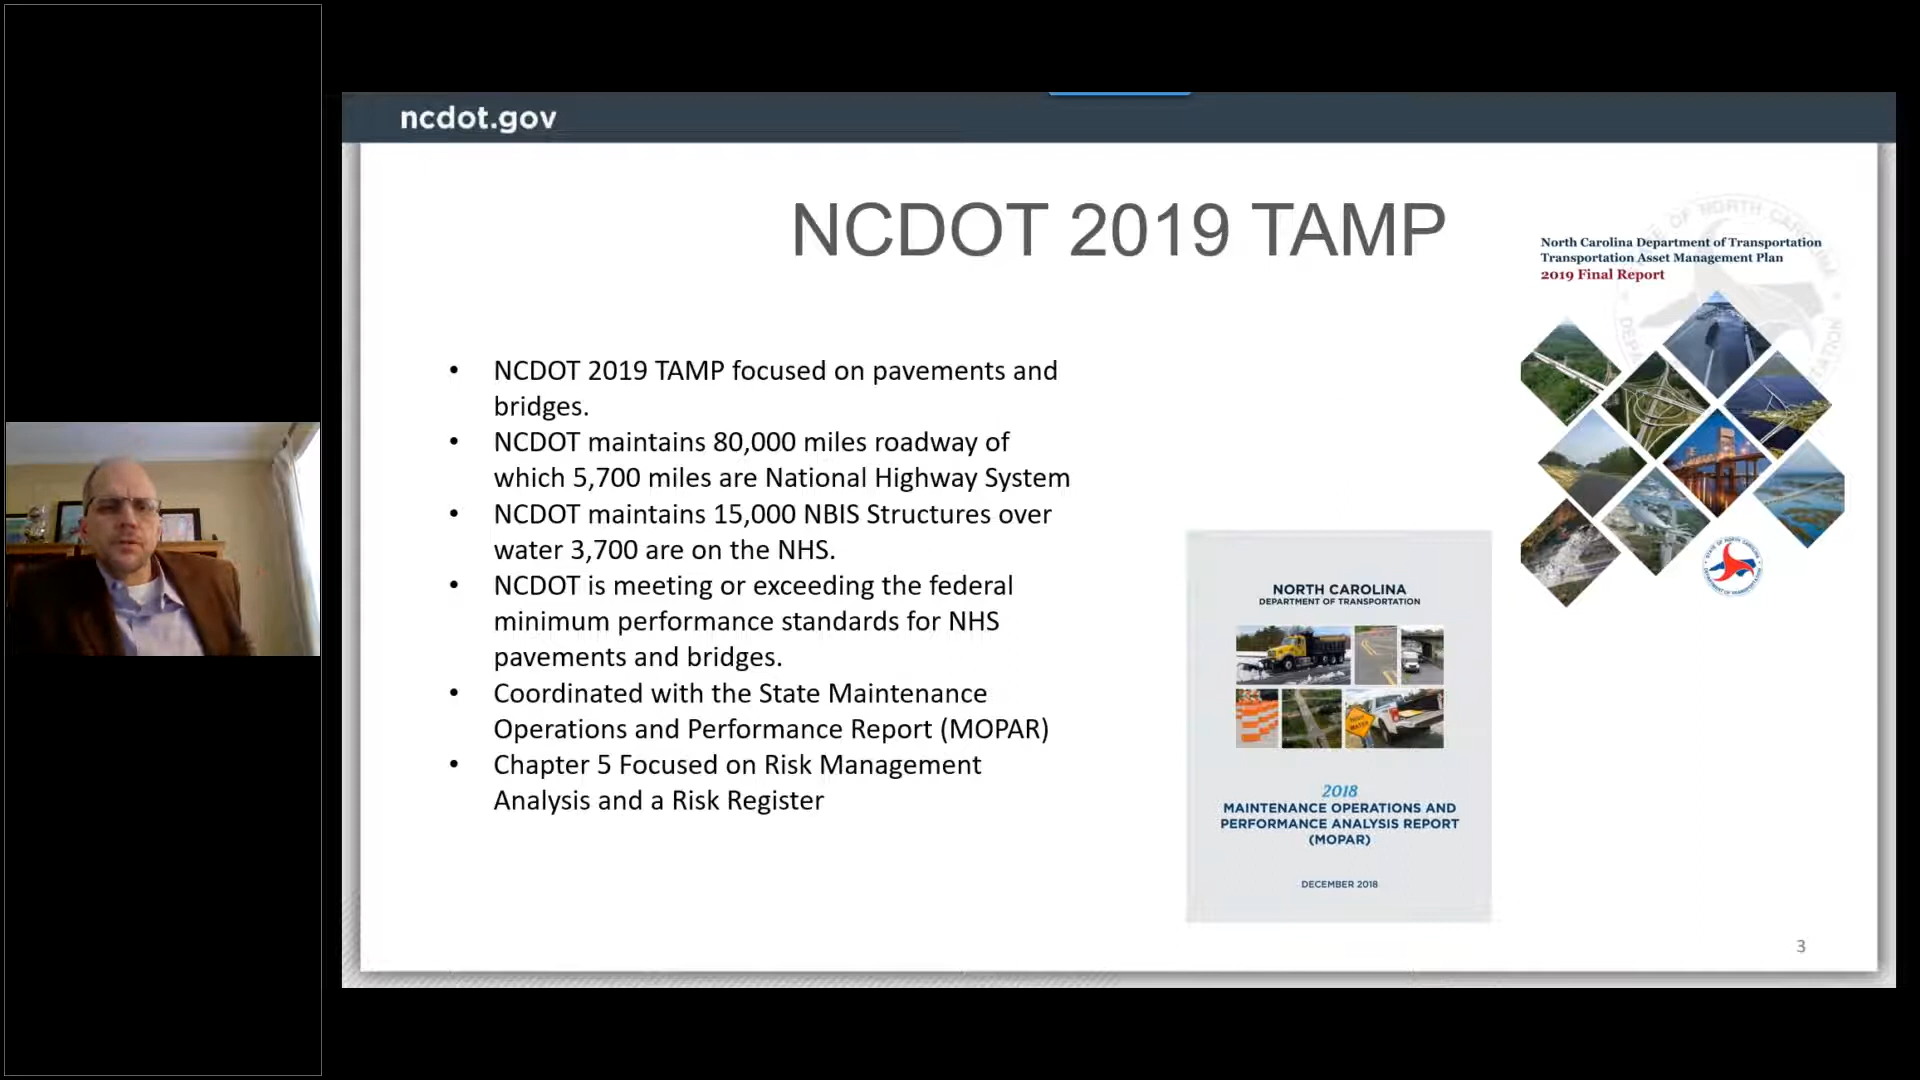 ncdot.gov
NCDOT 2019 TAMP
North Carolina Department of Transportation
Transportation Asset Management Plan
2019 Final Report
• NCDOT 2019 TAMP focused on pavements and
bridges.
• NCDOT maintains 80,000 miles roadway of
which 5,700 miles are National Highway System
• NCDOT maintains 15,000 NBIS Structures over
water 3,700 are on the NHS.
• NCDOT is meeting or exceeding the federal
minimum performance standards for NHS
pavements and bridges.
• Coordinated with the State Maintenance
Operations and Performance Report (MOPAR)
• Chapter 5 Focused on Risk Management
Analysis and a Risk Register
NORTH CAROLINA
DEPARTMENT OF TRANSPORTATION
2018
MAINTENANCE OPERATIONS AND
PERFORMANCE ANALYSIS REPORT
(MOPAR)
DECEMBER 2018
3